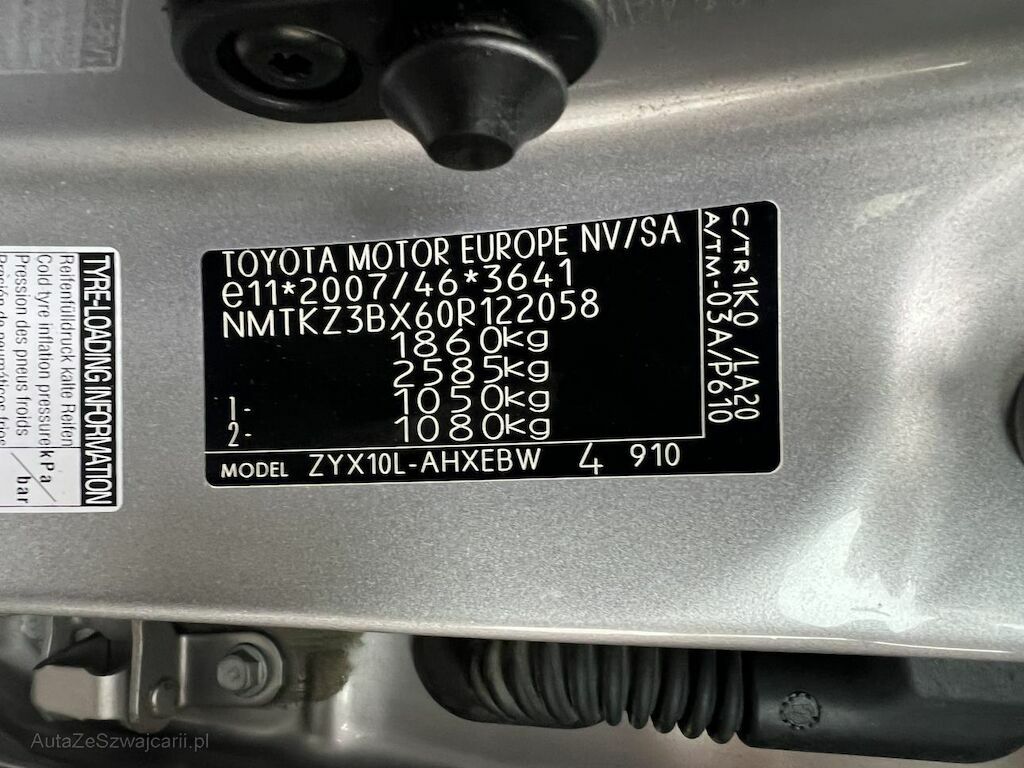 TOYOTA MOTOR EUROPE NV/SA
e11*2007/46*3641
NMTKZ3BX60R122058
1860kg
2585kg
1- 1050kg
2- 1080kg
MODEL ZYX10L-AHXEBW 4 910
C/TR 1K0 /LA20
A/TM-03A/P610
TYRE-LOADING INFORMATION
Reifenfülldruck kalte Reifen
Cold tyre inflation pressure
Pression des pneus froids
kPa/bar
AutaZeSzwajcarii.pl